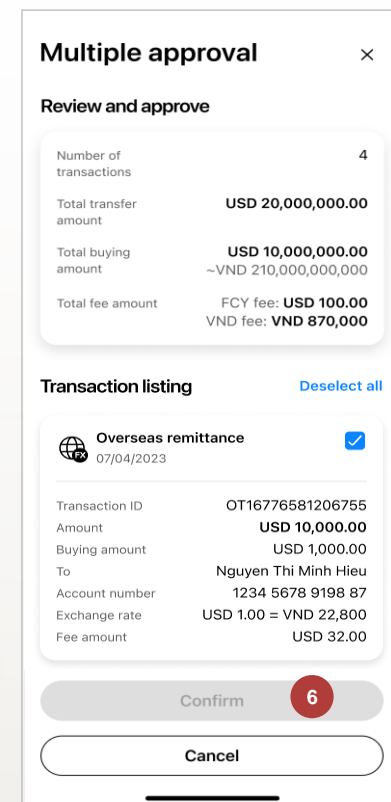 Multiple approval
Review and approve
Number of transactions 4
Total transfer amount USD 20,000,000.00
Total buying amount USD 10,000,000.00
~VND 210,000,000,000
Total fee amount FCY fee: USD 100.00
VND fee: VND 870,000
Transaction listing Deselect all
FX Overseas remittance
07/04/2023
Transaction ID OT16776581206755
Amount USD 10,000.00
Buying amount USD 1,000.00
To Nguyen Thi Minh Hieu
Account number 1234 5678 9198 87
Exchange rate USD 1.00 = VND 22,800
Fee amount USD 32.00
Confirm 6
Cancel